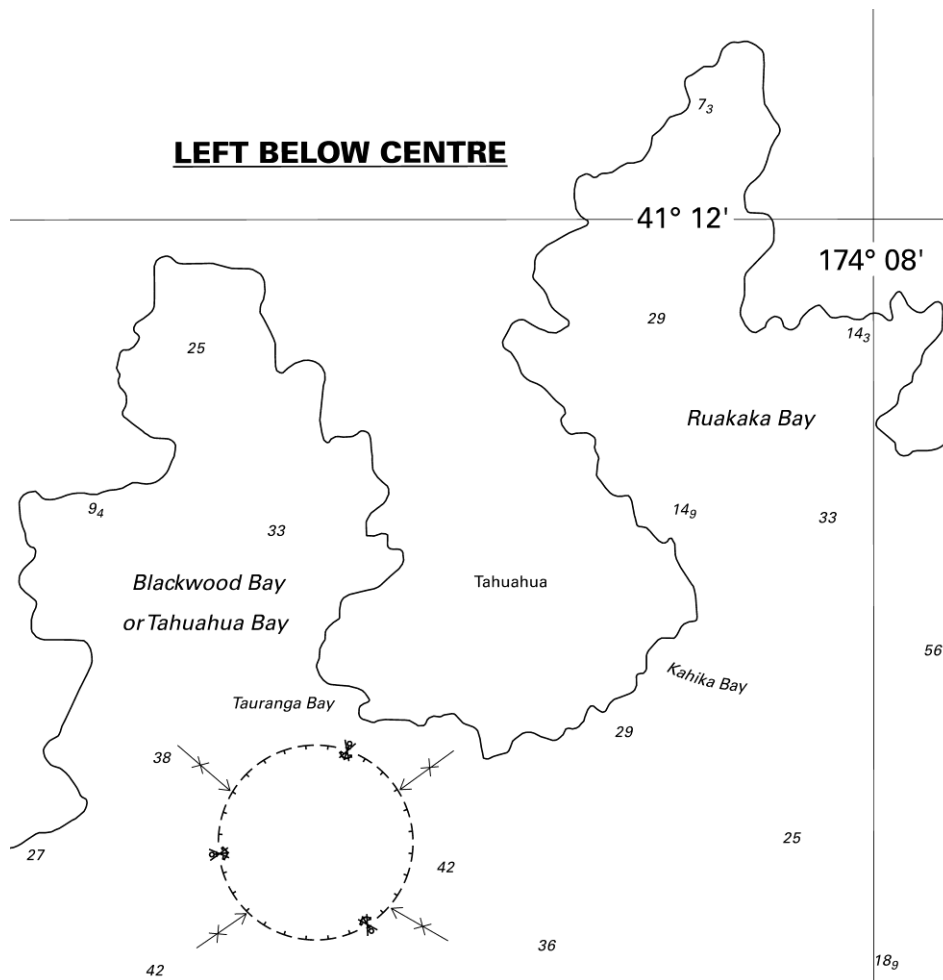 7₃
LEFT BELOW CENTRE
41° 12'
174° 08'
29
14₃
25
Ruakaka Bay
9₄
33
14₉
33
Blackwood Bay
or Tahuahua Bay
Tahuahua
56
Kahika Bay
Tauranga Bay
29
38
25
27
42
36
42
18₉